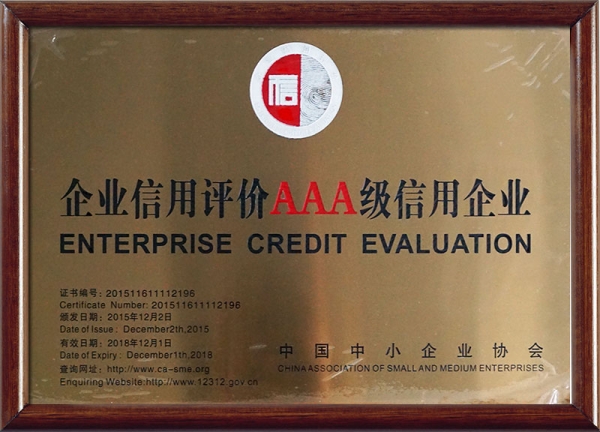 信
企业信用评价AAA级信用企业
ENTERPRISE CREDIT EVALUATION
证书编号: 201511611112196
Certificate Number: 201511611112196
颁发日期: 2015年12月2日
Date of Issue: December2th,2015
有效日期: 2018年12月1日
Date of Expiry: December1th,2018
查询网址: http://www.ca-sme.org
Enquiring Website:http://www.12312.gov.cn
中国中小企业协会
CHINA ASSOCIATION OF SMALL AND MEDIUM ENTERPRISES